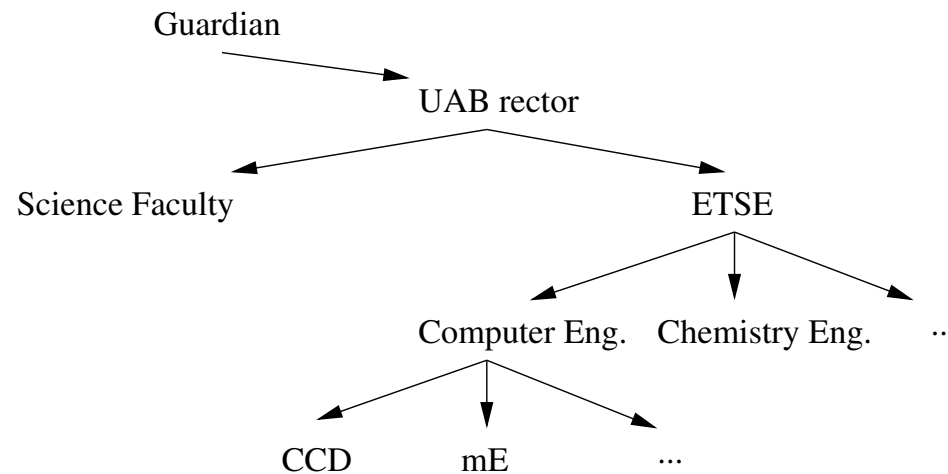 Guardian
UAB rector
Science Faculty
ETSE
Computer Eng.
Chemistry Eng.
..
CCD
mE
...